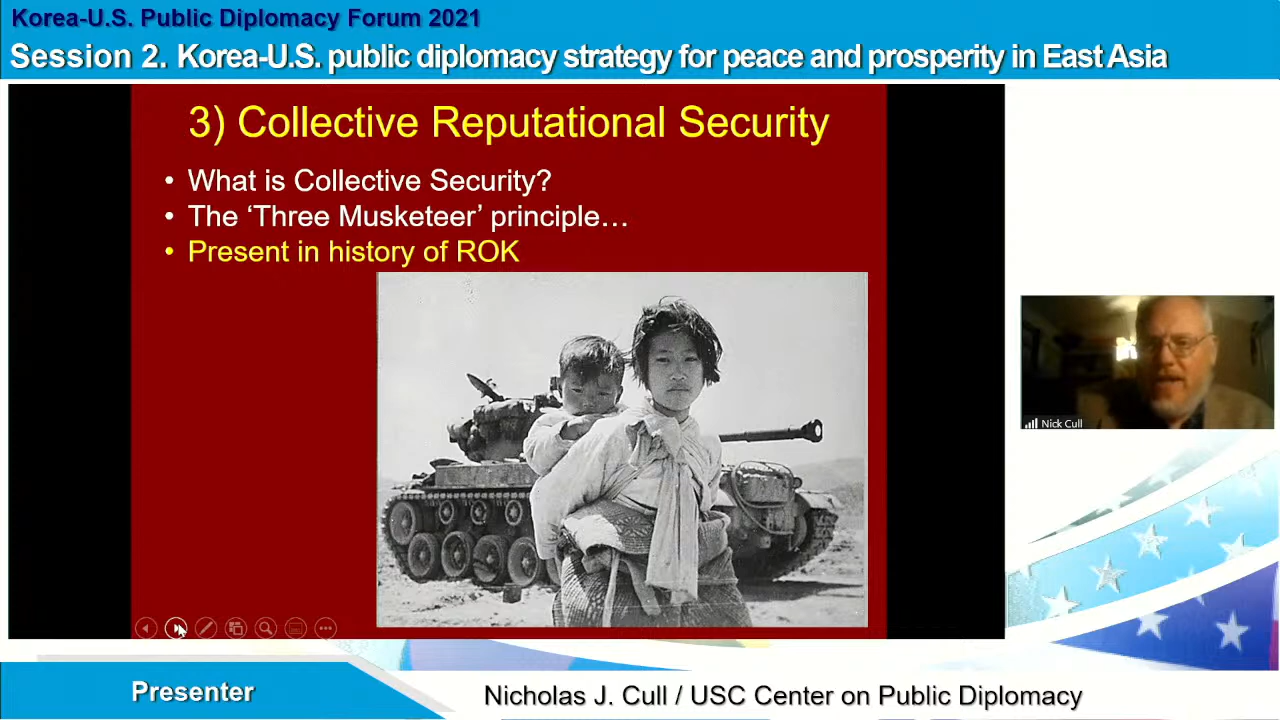 Korea-U.S. Public Diplomacy Forum 2021
Session 2. Korea-U.S. public diplomacy strategy for peace and prosperity in East Asia
3) Collective Reputational Security
• What is Collective Security?
• The ‘Three Musketeer’ principle…
• Present in history of ROK
Nick Cull
Presenter
Nicholas J. Cull / USC Center on Public Diplomacy